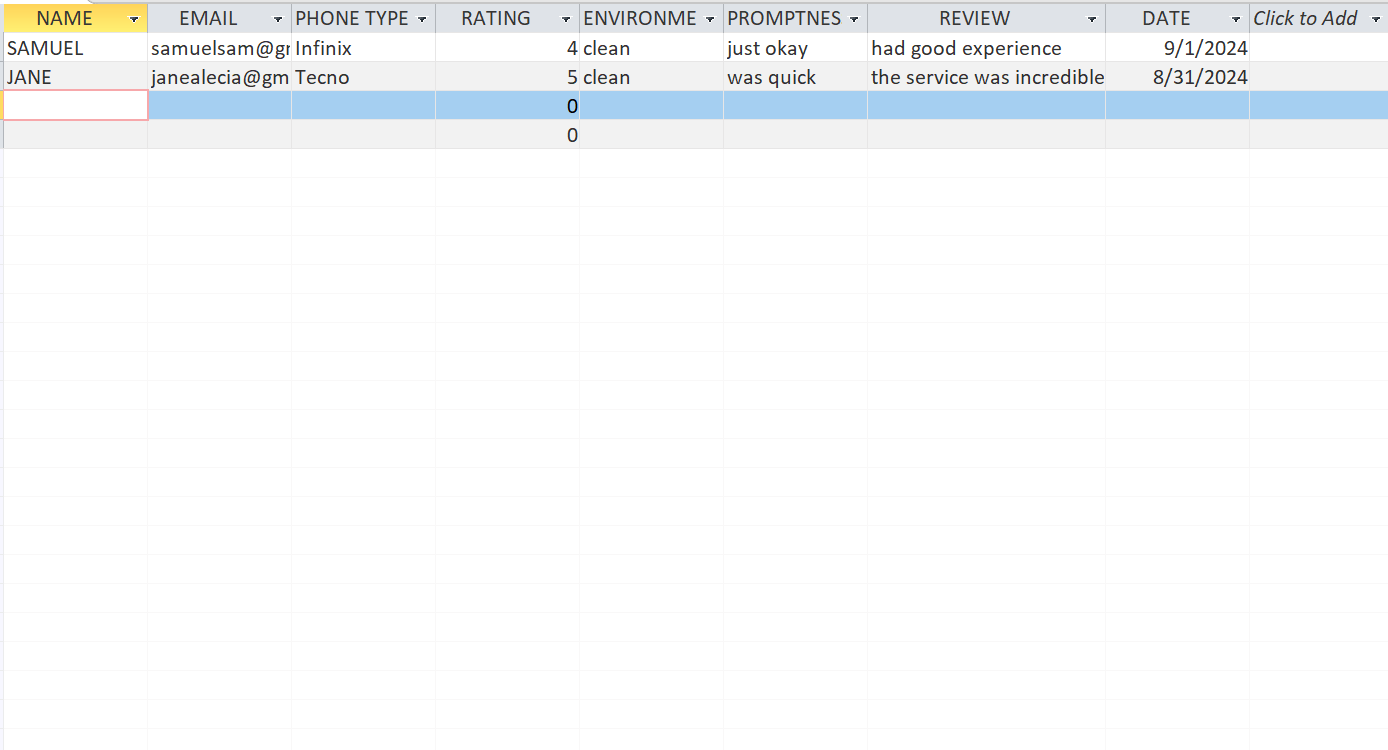 NAME EMAIL PHONE TYPE RATING ENVIRONME PROMPTNES REVIEW DATE Click to Add
SAMUEL samuelsam@gr Infinix 4 clean just okay had good experience 9/1/2024
JANE janealecia@gm Tecno 5 clean was quick the service was incredible 8/31/2024
0
0